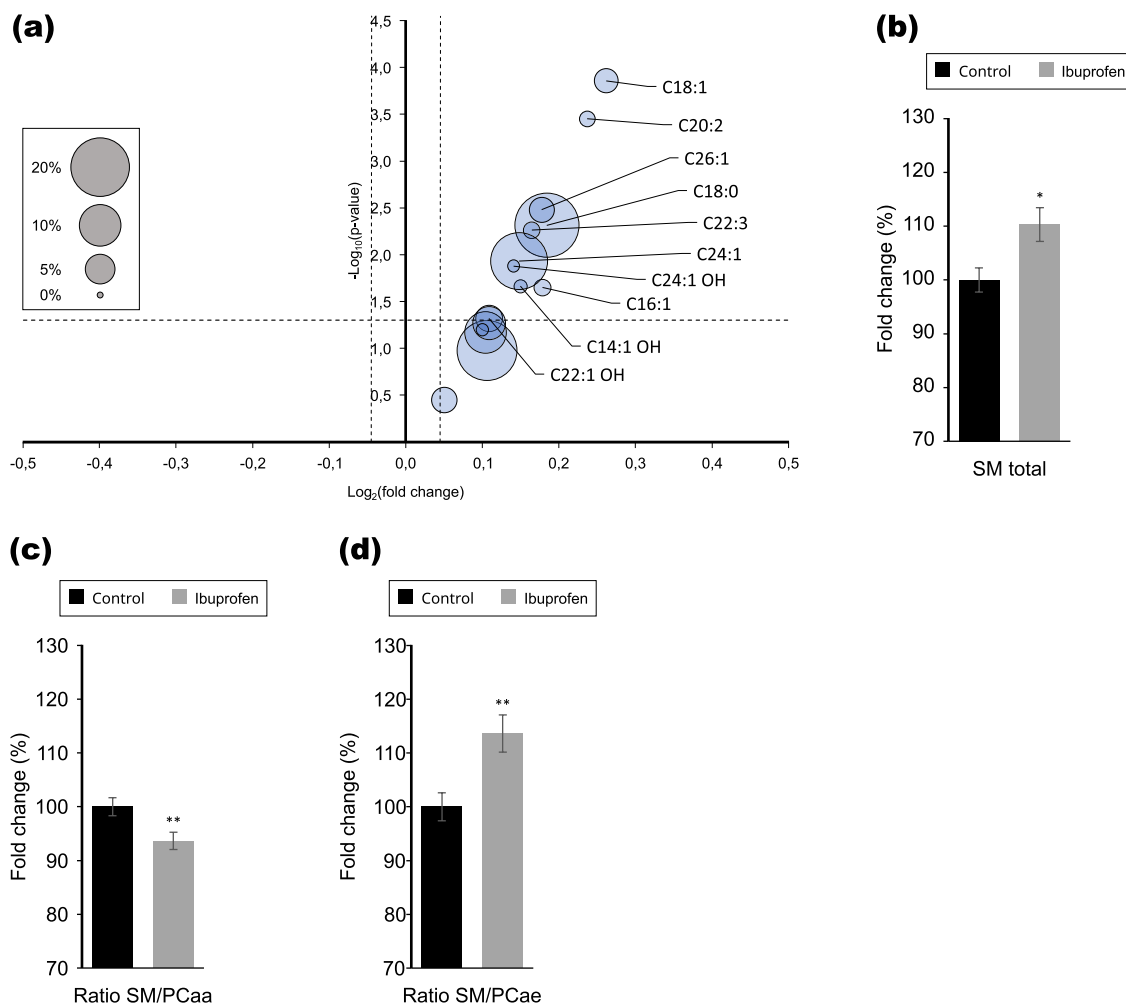 (a)
4,5
4,0
3,5
3,0
2,5
2,0
1,5
1,0
0,5
-Log10(p-value)
20%
10%
5%
0%
C18:1
C20:2
C26:1
C18:0
C22:3
C24:1
C24:1 OH
C16:1
C14:1 OH
C22:1 OH
-0,5 -0,4 -0,3 -0,2 -0,1 0,0 0,1 0,2 0,3 0,4 0,5
Log2(fold change)
(b)
Control Ibuprofen
Fold change (%)
130
120
110
100
90
80
70
*
SM total
(c)
Control Ibuprofen
Fold change (%)
130
120
110
100
90
80
70
**
Ratio SM/PCaa
(d)
Control Ibuprofen
Fold change (%)
130
120
110
100
90
80
70
**
Ratio SM/PCae